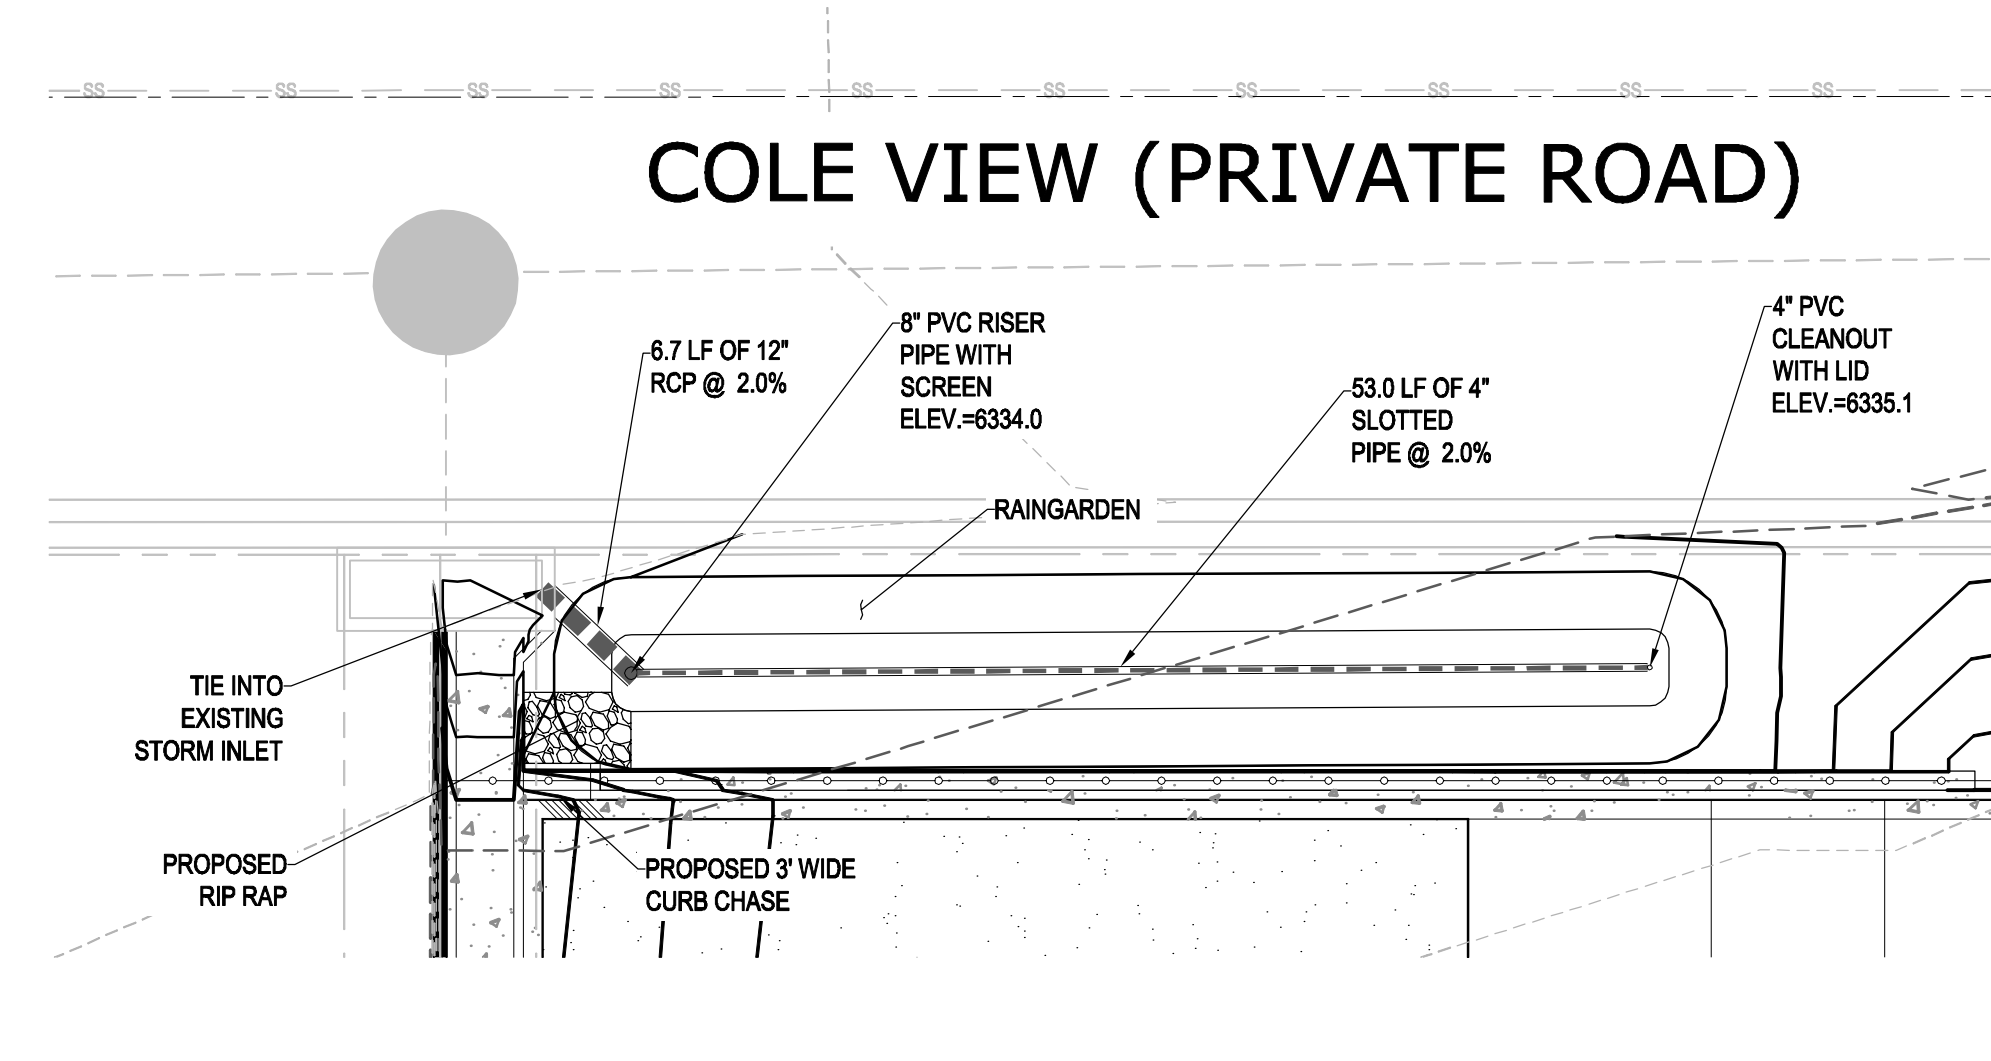 SS SS SS SS SS SS SS SS SS SS
COLE VIEW (PRIVATE ROAD)
6.7 LF OF 12"
RCP @ 2.0%
8" PVC RISER
PIPE WITH
SCREEN
ELEV.=6334.0
53.0 LF OF 4"
SLOTTED
PIPE @ 2.0%
4" PVC
CLEANOUT
WITH LID
ELEV.=6335.1
RAINGARDEN
TIE INTO
EXISTING
STORM INLET
PROPOSED
RIP RAP
PROPOSED 3' WIDE
CURB CHASE